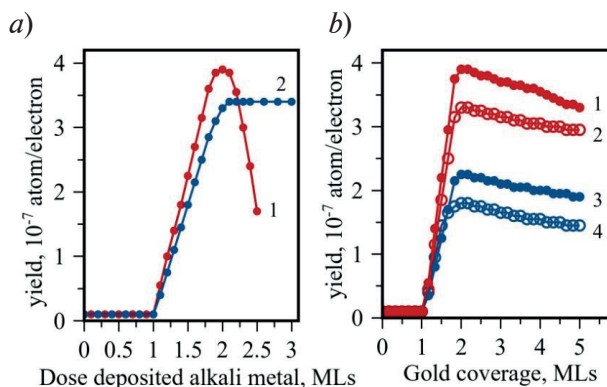 a)
4
3
2
1
0
yield, 10⁻⁷ atom/electron
2
1
0 0.5 1 1.5 2 2.5 3
Dose deposited alkali metal, MLs
b)
4
3
2
1
0
yield, 10⁻⁷ atom/electron
1
2
3
4
0 1 2 3 4 5
Gold coverage, MLs